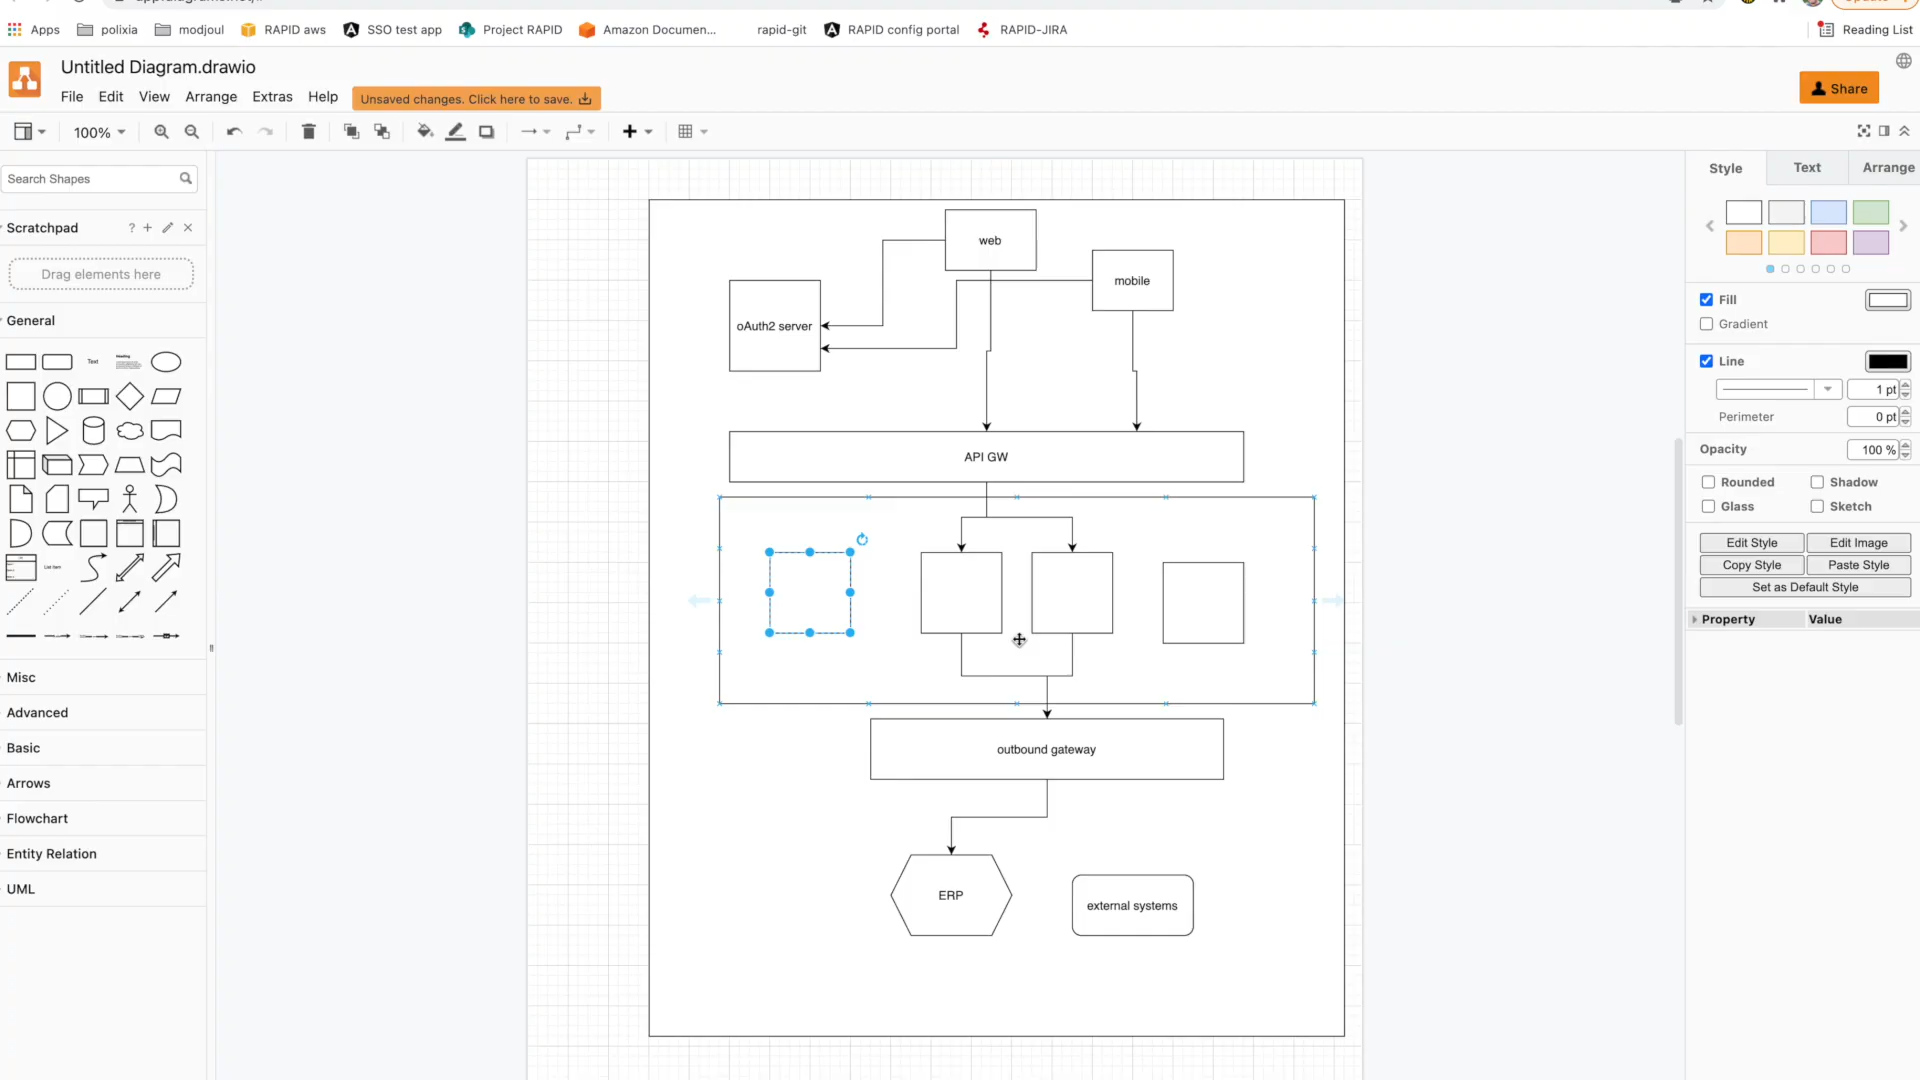 Apps
polixia
modjoul
RAPID aws
SSO test app
Project RAPID
Amazon Documen...
rapid-git
RAPID config portal
RAPID-JIRA
Reading List
Untitled Diagram.drawio
File
Edit
View
Arrange
Extras
Help
Unsaved changes. Click here to save.
Share
100%
Search Shapes
Scratchpad
?
Drag elements here
General
Text
Heading
List Item
Misc
Advanced
Basic
Arrows
Flowchart
Entity Relation
UML
web
mobile
oAuth2 server
API GW
outbound gateway
ERP
external systems
Style
Text
Arrange
Fill
Gradient
Line
1 pt
Perimeter
0 pt
Opacity
100 %
Rounded
Shadow
Glass
Sketch
Edit Style
Edit Image
Copy Style
Paste Style
Set as Default Style
Property
Value